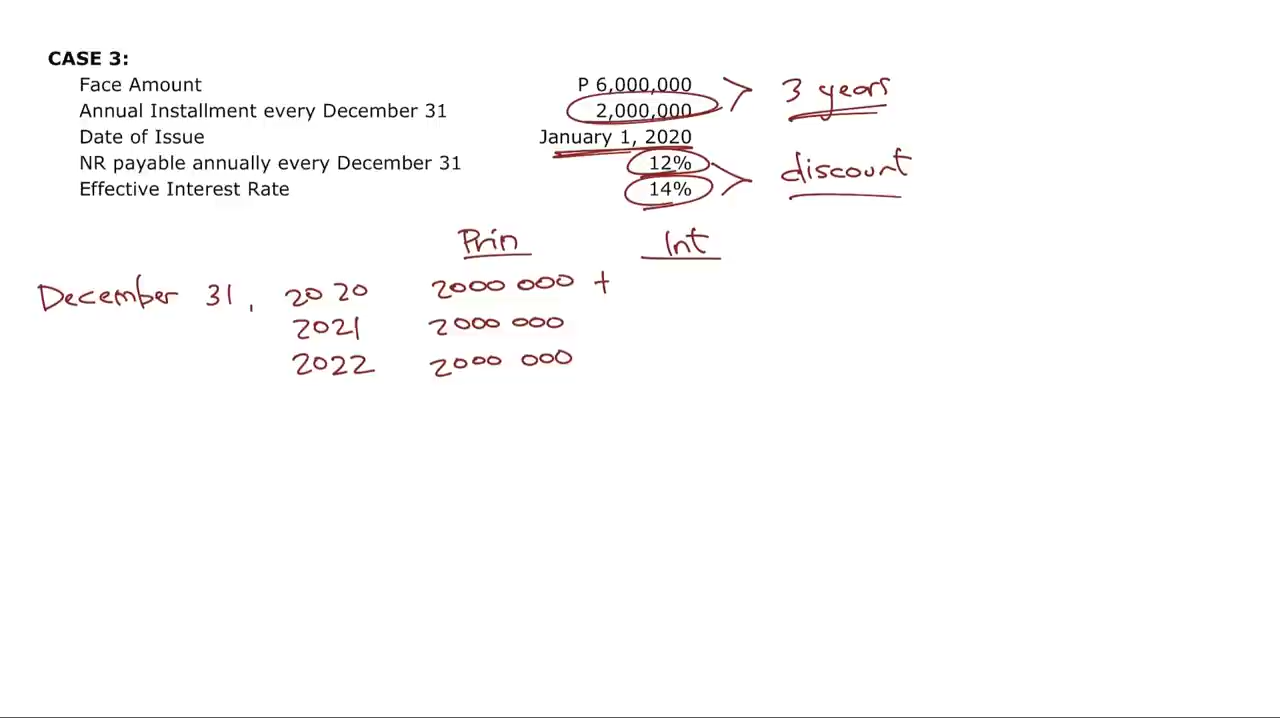 CASE 3:
Face Amount P 6,000,000 3 years
Annual Installment every December 31 2,000,000
Date of Issue January 1, 2020
NR payable annually every December 31 12% discount
Effective Interest Rate 14%
Prin Int
December 31, 2020 2000 000 +
2021 2000 000
2022 2000 000